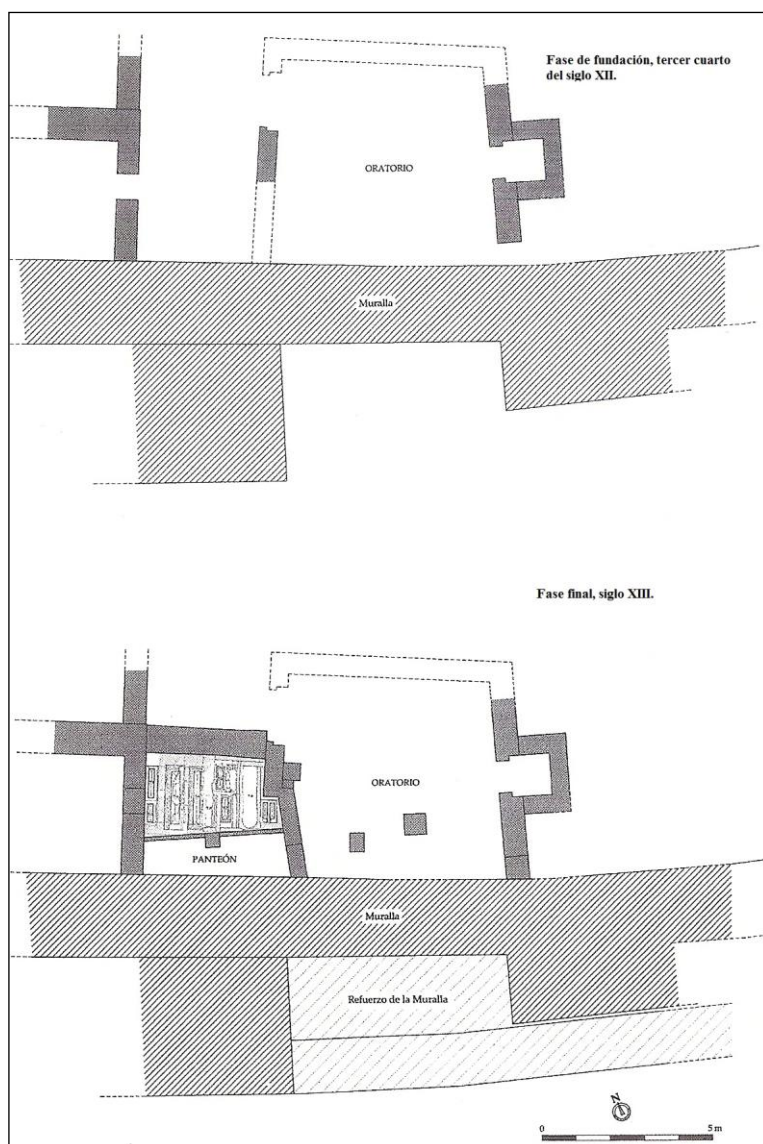 Fase de fundación, tercer cuarto
del siglo XII.
ORATORIO
Muralla
Fase final, siglo XIII.
ORATORIO
PANTEÓN
Muralla
Refuerzo de la Muralla
N
0 5 m